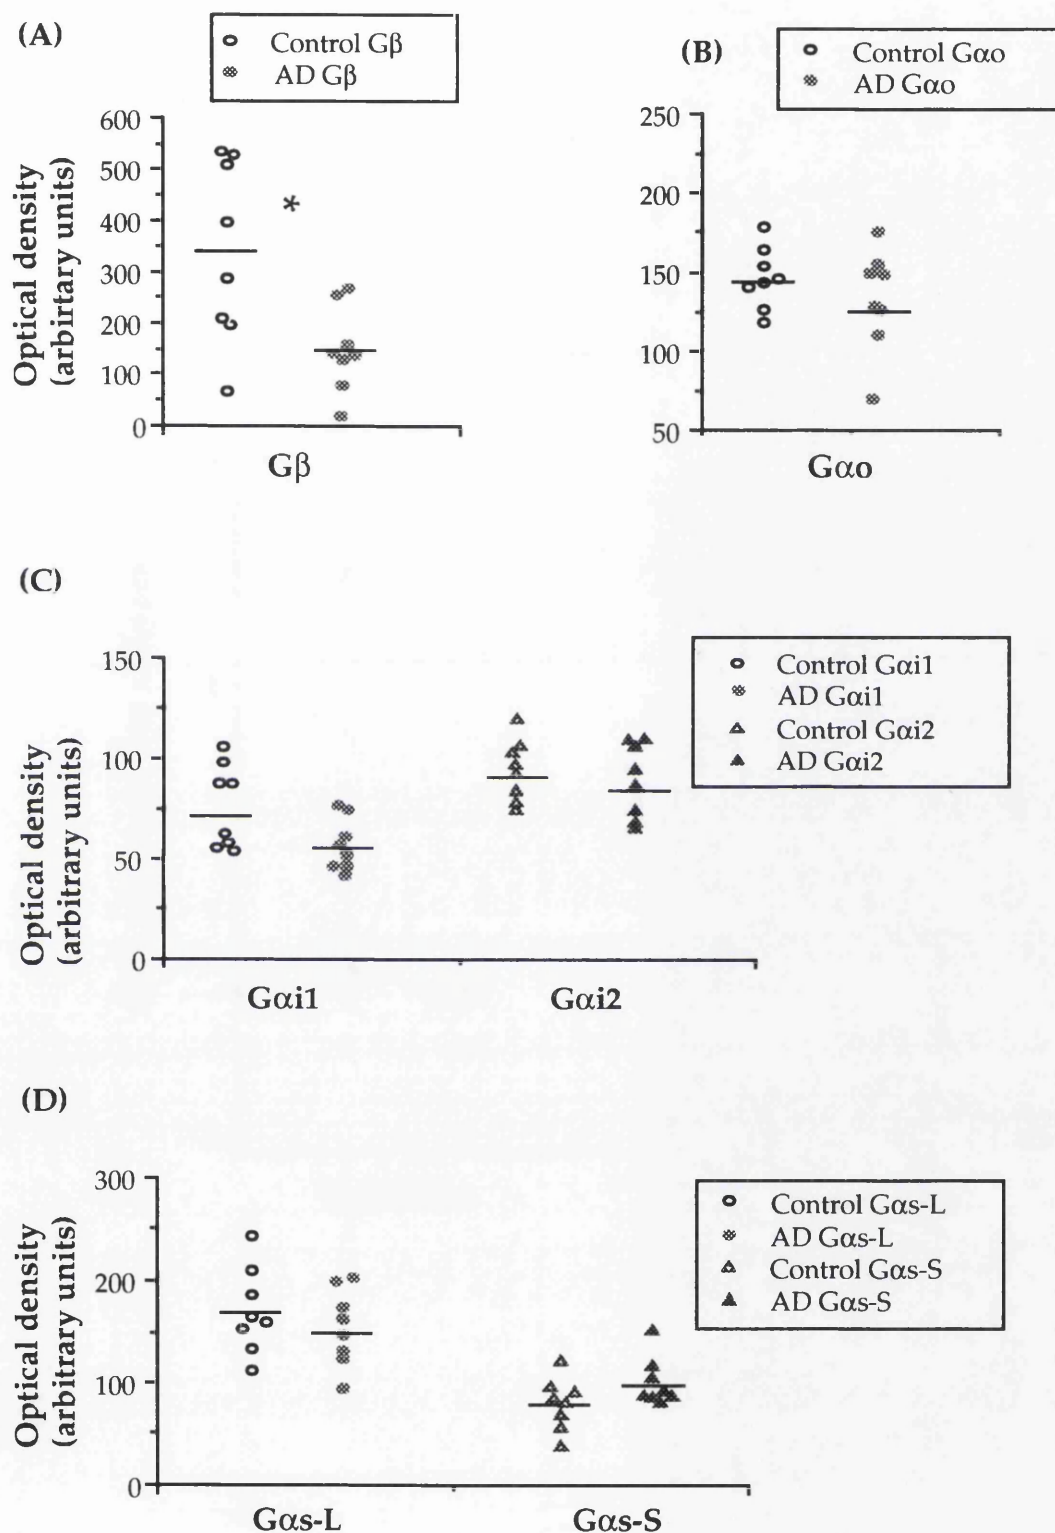 (A)
Control Gβ
AD Gβ
Optical density
(arbirtary units)
600
500
400
300
200
100
0
*
Gβ
(B)
Control Gαo
AD Gαo
250
200
150
100
50
Gαo
(C)
Optical density
(arbitrary units)
150
100
50
0
Control Gαi1
AD Gαi1
Control Gαi2
AD Gαi2
Gαi1 Gαi2
(D)
Optical density
(arbitrary units)
300
200
100
0
Control Gαs-L
AD Gαs-L
Control Gαs-S
AD Gαs-S
Gαs-L Gαs-S